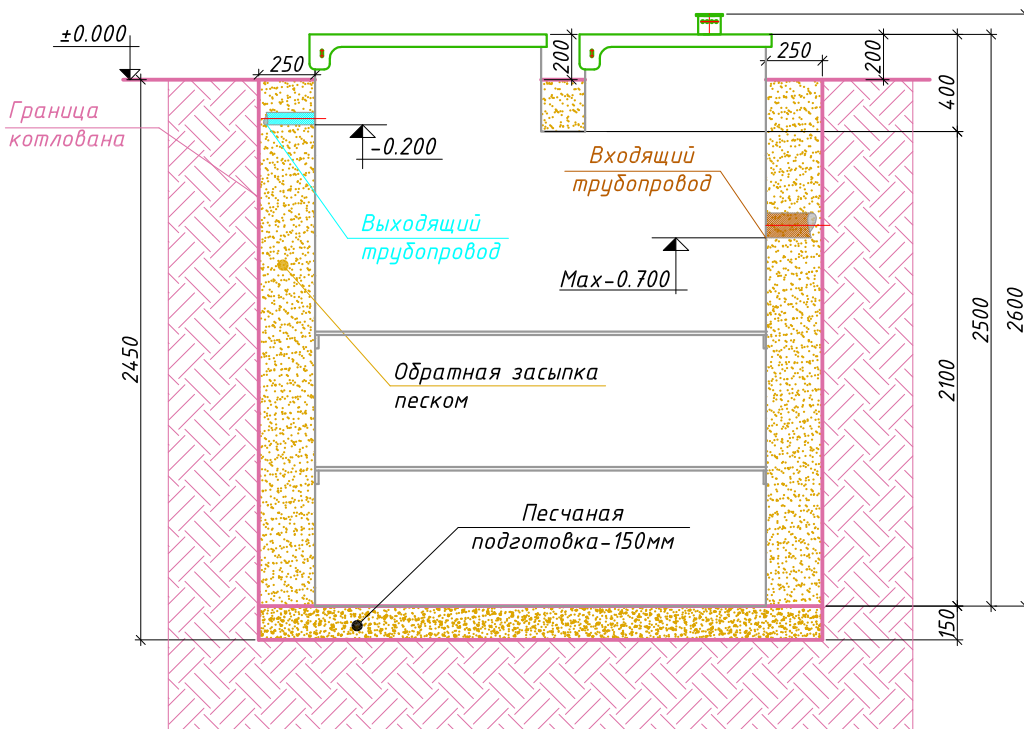 ±0.000
250
200
250
200
400
Граница
котлована
-0.200
Входящий
трубопровод
Выходящий
трубопровод
Max-0.700
2450
2500
2600
Обратная засыпка
песком
2100
Песчаная
подготовка-150мм
150